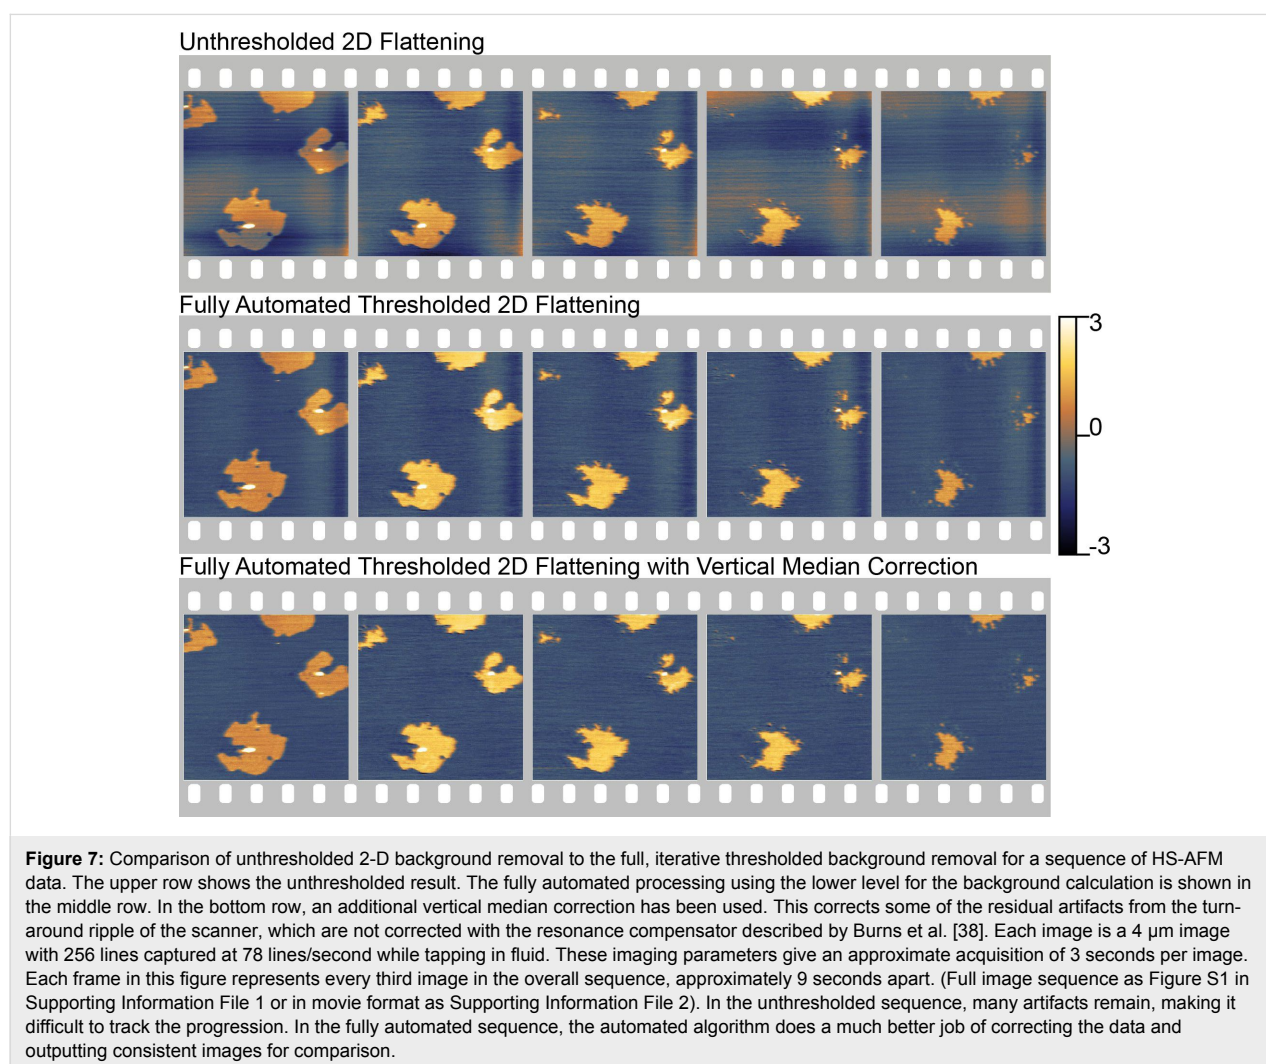 Unthresholded 2D Flattening
Fully Automated Thresholded 2D Flattening
3
0
-3
Fully Automated Thresholded 2D Flattening with Vertical Median Correction
Figure 7: Comparison of unthresholded 2-D background removal to the full, iterative thresholded background removal for a sequence of HS-AFM
data. The upper row shows the unthresholded result. The fully automated processing using the lower level for the background calculation is shown in
the middle row. In the bottom row, an additional vertical median correction has been used. This corrects some of the residual artifacts from the turn-
around ripple of the scanner, which are not corrected with the resonance compensator described by Burns et al. [38]. Each image is a 4 μm image
with 256 lines captured at 78 lines/second while tapping in fluid. These imaging parameters give an approximate acquisition of 3 seconds per image.
Each frame in this figure represents every third image in the overall sequence, approximately 9 seconds apart. (Full image sequence as Figure S1 in
Supporting Information File 1 or in movie format as Supporting Information File 2). In the unthresholded sequence, many artifacts remain, making it
difficult to track the progression. In the fully automated sequence, the automated algorithm does a much better job of correcting the data and
outputting consistent images for comparison.